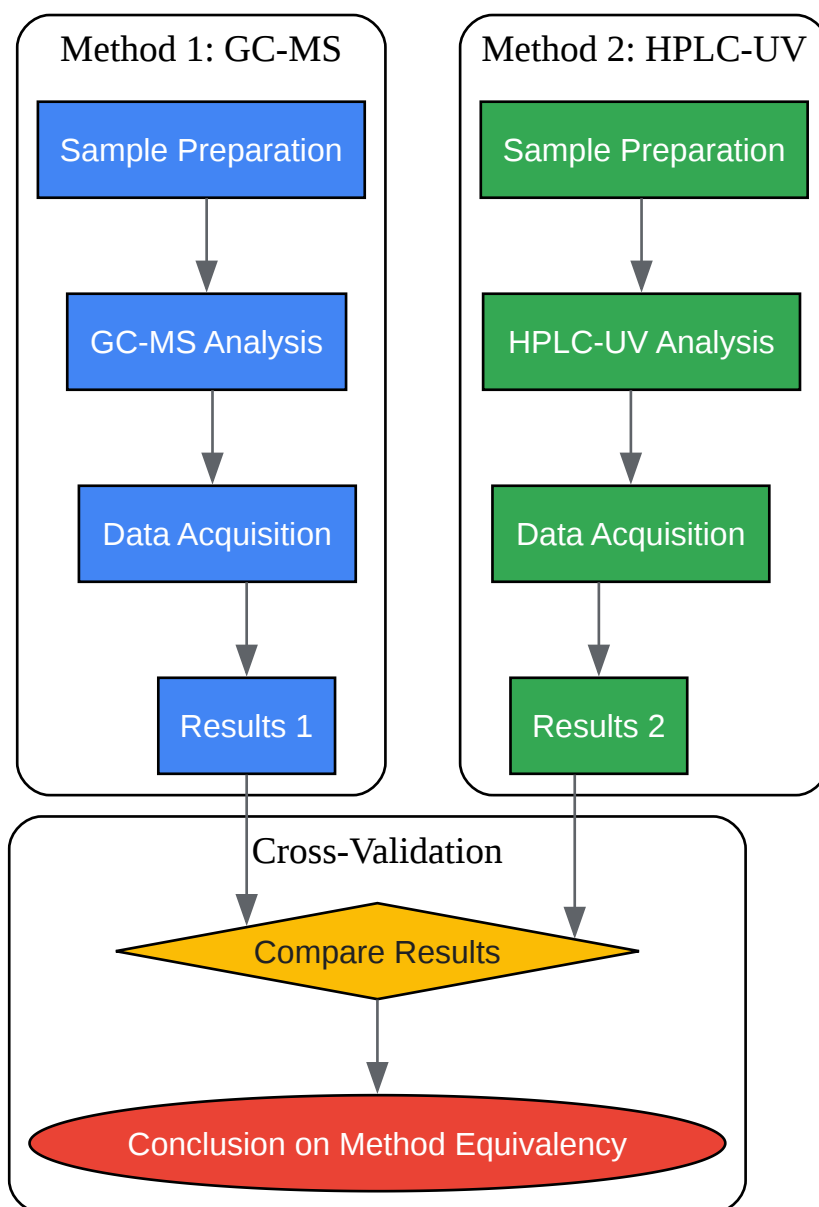 Method 1: GC-MS
Sample Preparation
GC-MS Analysis
Data Acquisition
Results 1
Method 2: HPLC-UV
Sample Preparation
HPLC-UV Analysis
Data Acquisition
Results 2
Cross-Validation
Compare Results
Conclusion on Method Equivalency